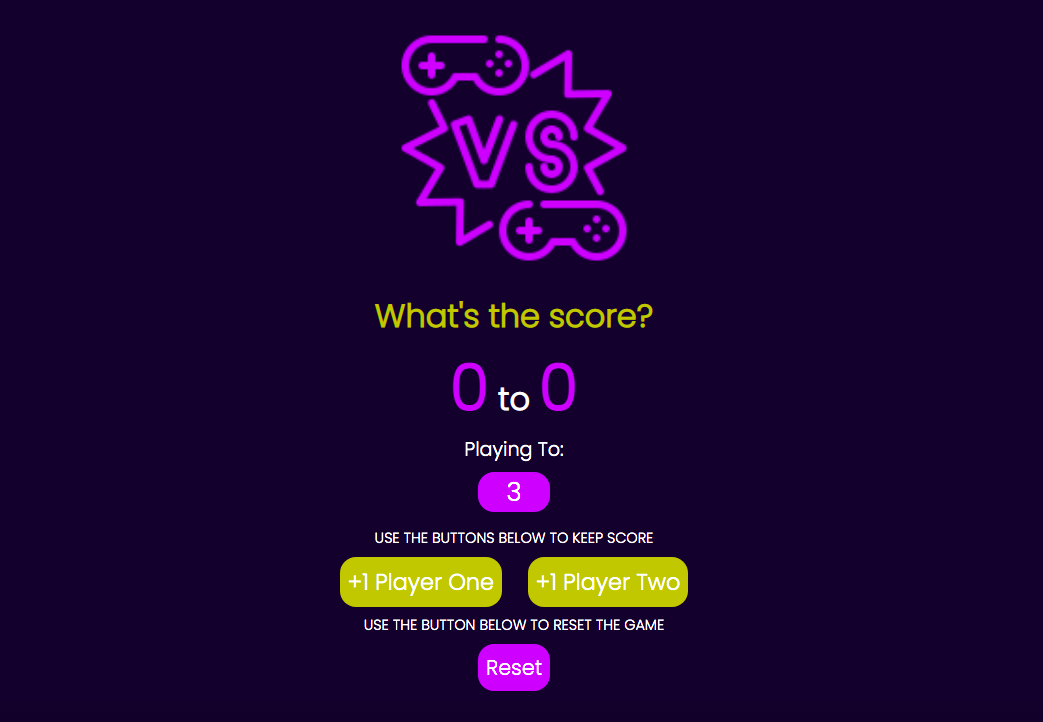 VS
What's the score?
0 to 0
Playing To:
3
USE THE BUTTONS BELOW TO KEEP SCORE
+1 Player One +1 Player Two
USE THE BUTTON BELOW TO RESET THE GAME
Reset